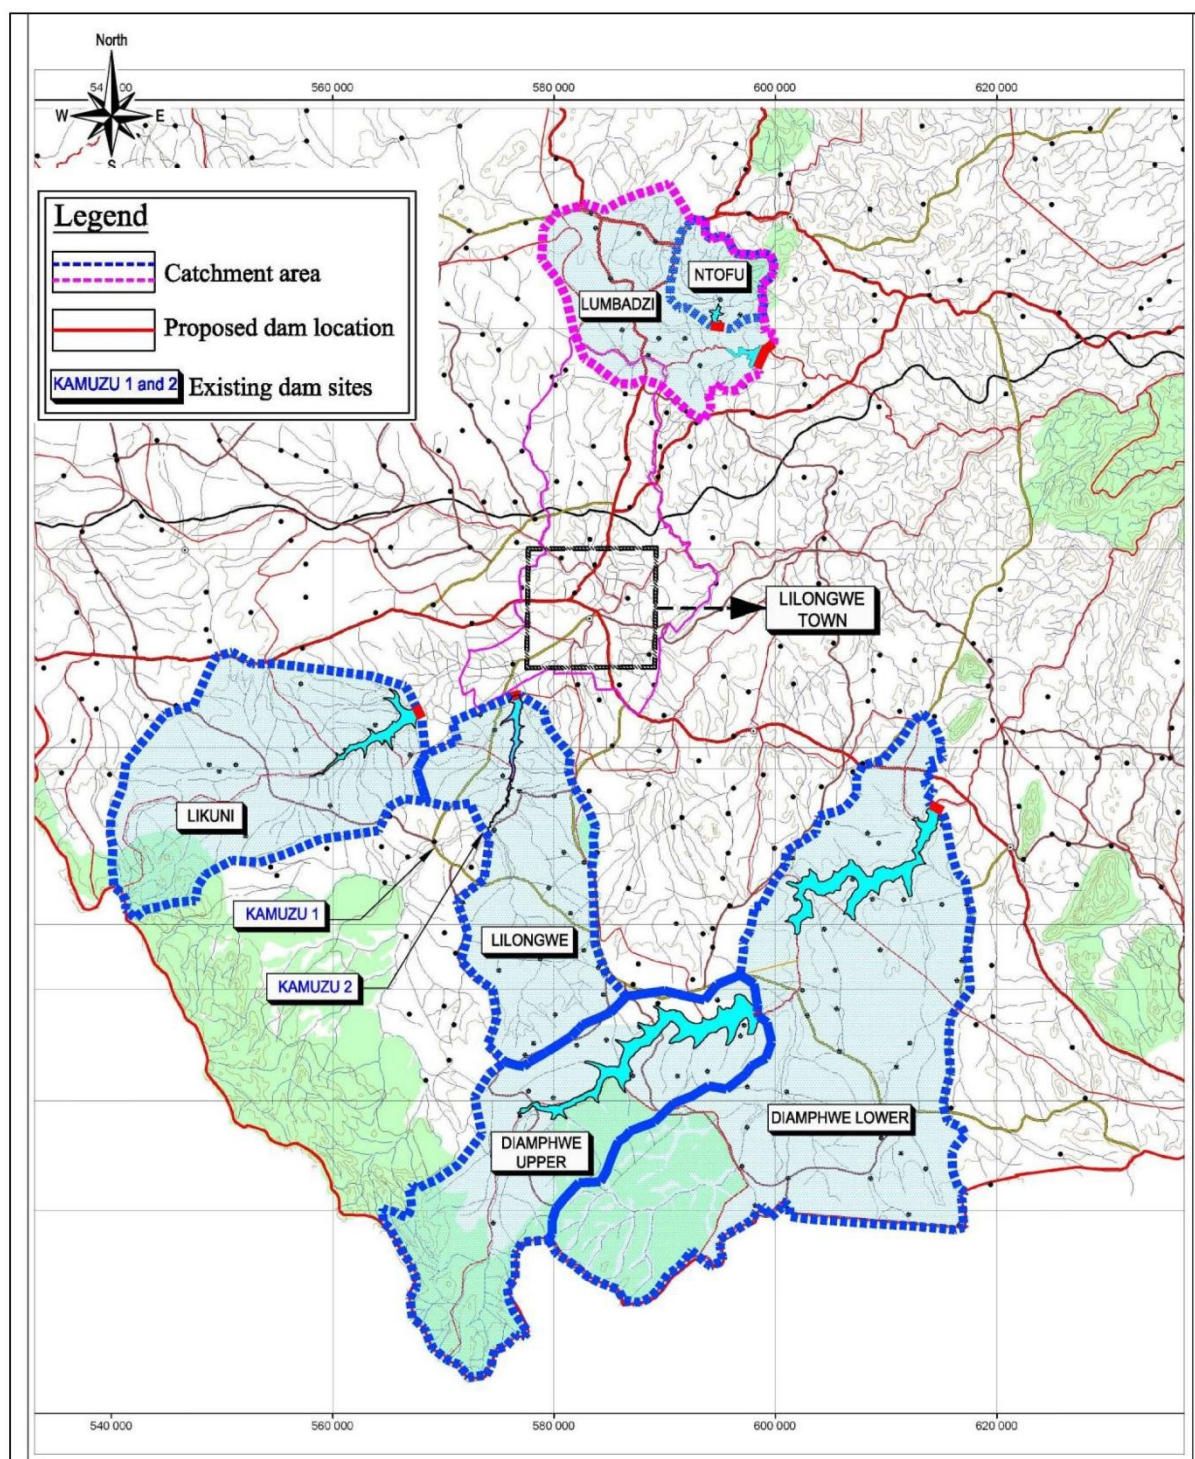 North
W
E
S
560 000
580 000
600 000
620 000
Legend
Catchment area
Proposed dam location
KAMUZU 1 and 2
Existing dam sites
NTOFU
LUMBADZI
LILONGWE
TOWN
LIKUNI
KAMUZU 1
LILONGWE
KAMUZU 2
DIAMPHWE LOWER
DIAMPHWE
UPPER
540 000
560 000
580 000
600 000
620 000